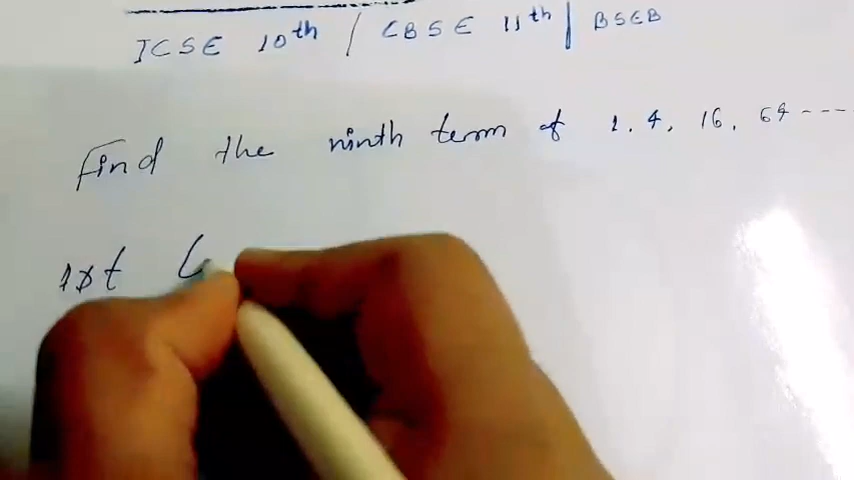 ICSE 10th / CBSE 11th | BSEB
Find the ninth term of 1, 4, 16, 64 ----
1st